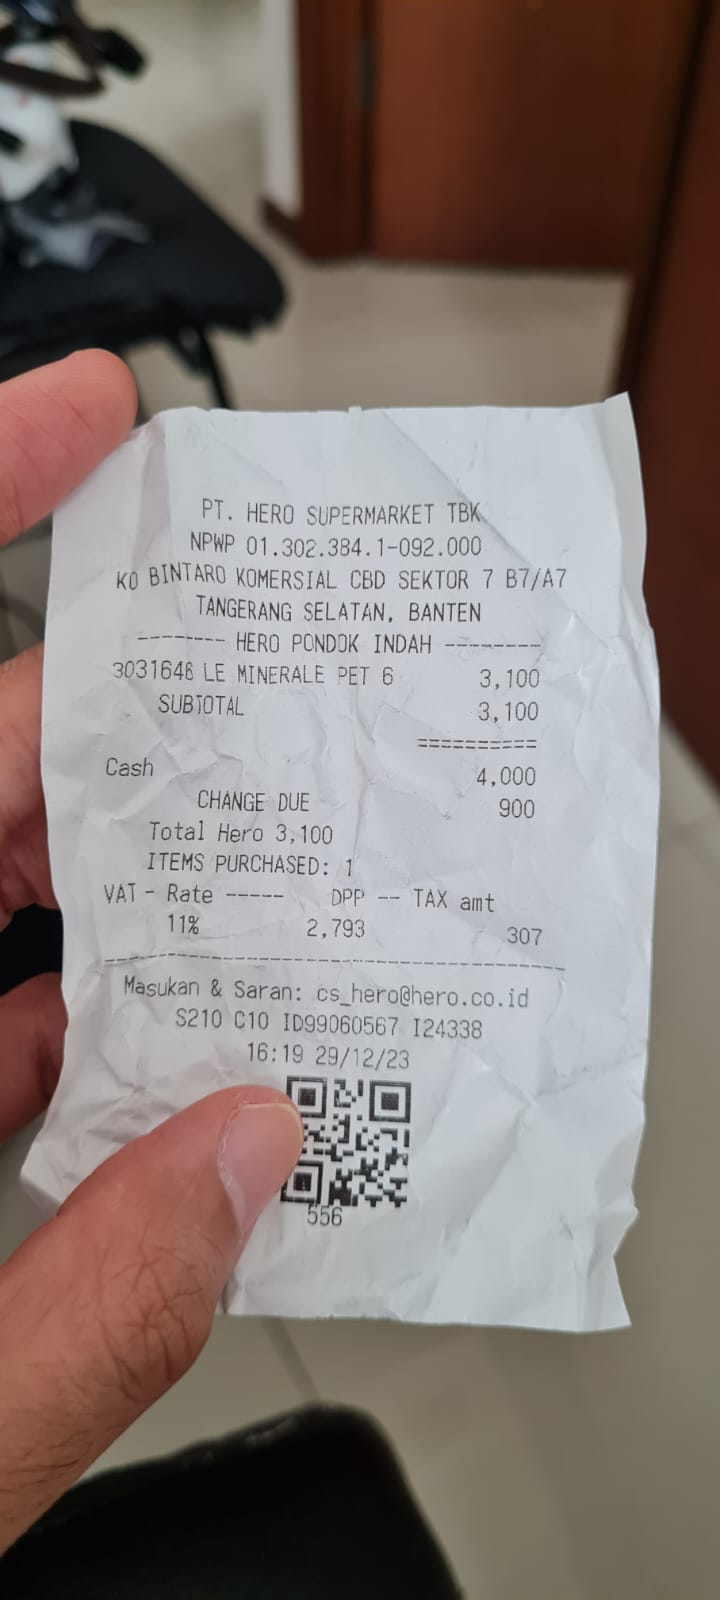 PT. HERO SUPERMARKET TBK
NPWP 01.302.384.1-092.000
KO BINTARO KOMERSIAL CBD SEKTOR 7 B7/A7
TANGERANG SELATAN, BANTEN
-------- HERO PONDOK INDAH --------
3031646 LE MINERALE PET 6 3,100
SUBTOTAL 3,100
==========
Cash 4,000
CHANGE DUE 900
Total Hero 3,100
ITEMS PURCHASED: 1
VAT - Rate ----- DPP -- TAX amt
11% 2,793 307
Masukan & Saran: cs_hero@hero.co.id
S210 C10 ID99060567 I24338
16:19 29/12/23
556